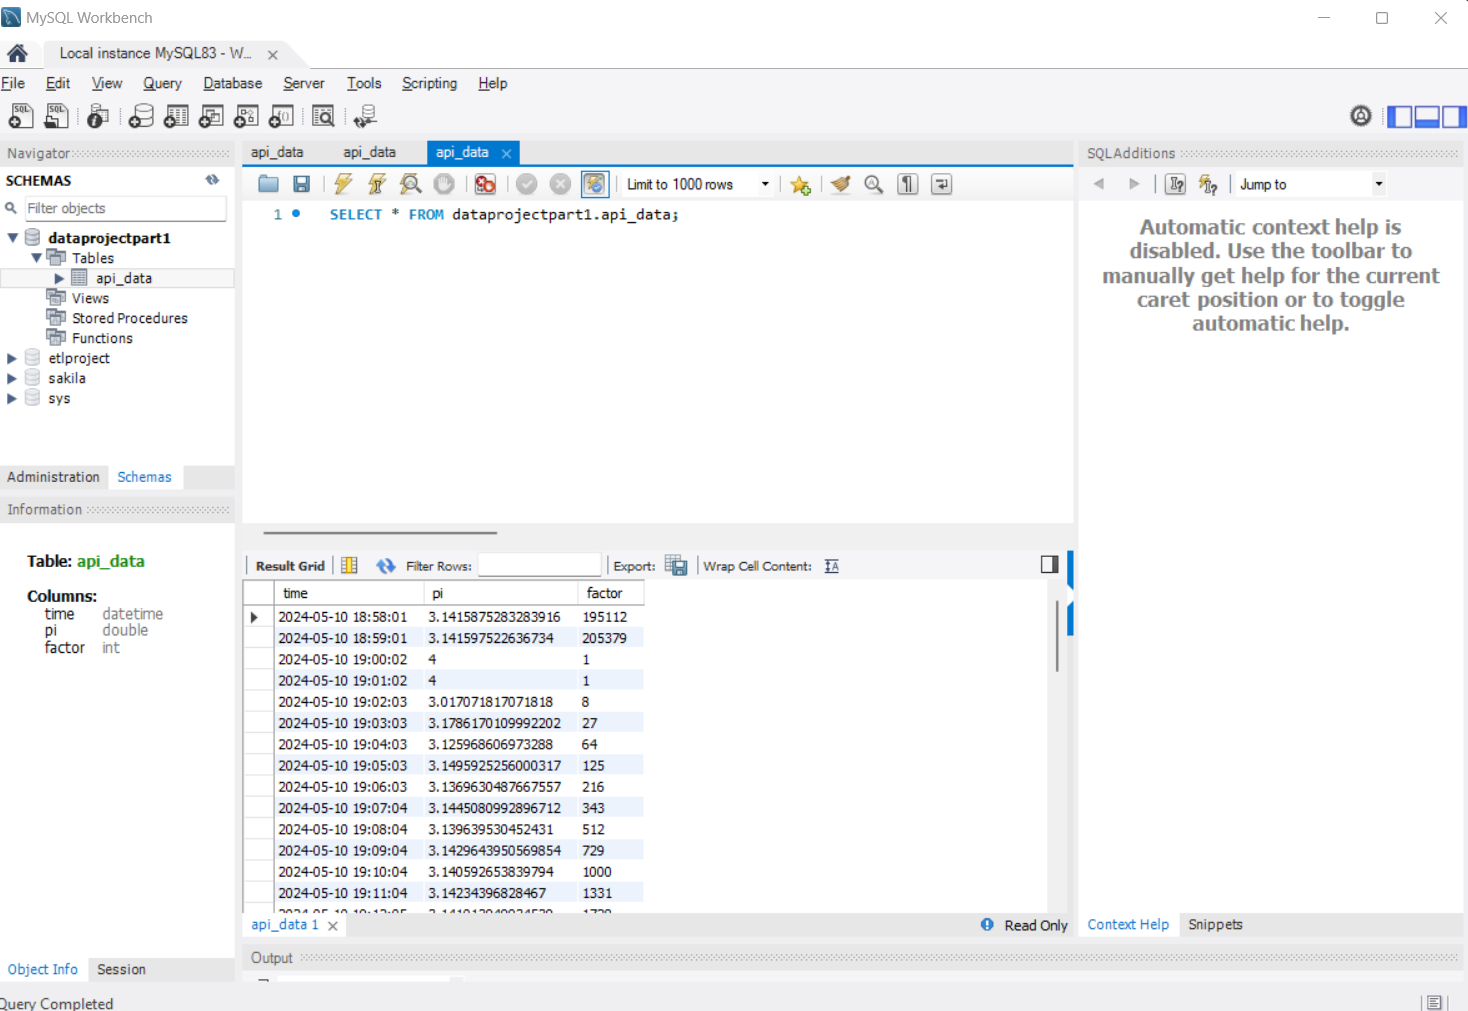 MySQL Workbench
Local instance MySQL83 - W...
File Edit View Query Database Server Tools Scripting Help
Navigator
SCHEMAS
Filter objects
dataprojectpart1
Tables
api_data
Views
Stored Procedures
Functions
etlproject
sakila
sys
Administration Schemas
Information
Table: api_data
Columns:
time datetime
pi double
factor int
Object Info Session
api_data api_data api_data
Limit to 1000 rows
1 SELECT * FROM dataprojectpart1.api_data;
Result Grid Filter Rows: Export: Wrap Cell Content:
time pi factor
2024-05-10 18:58:01 3.1415875283283916 195112
2024-05-10 18:59:01 3.141597522636734 205379
2024-05-10 19:00:02 4 1
2024-05-10 19:01:02 4 1
2024-05-10 19:02:03 3.017071817071818 8
2024-05-10 19:03:03 3.1786170109992202 27
2024-05-10 19:04:03 3.125968606973288 64
2024-05-10 19:05:03 3.1495925256000317 125
2024-05-10 19:06:03 3.1369630487667557 216
2024-05-10 19:07:04 3.1445080992896712 343
2024-05-10 19:08:04 3.139639530452431 512
2024-05-10 19:09:04 3.1429643950569854 729
2024-05-10 19:10:04 3.140592653839794 1000
2024-05-10 19:11:04 3.14234396828467 1331
api_data 1
Read Only
Output
SQLAdditions
Jump to
Automatic context help is
disabled. Use the toolbar to
manually get help for the current
caret position or to toggle
automatic help.
Context Help Snippets
Query Completed